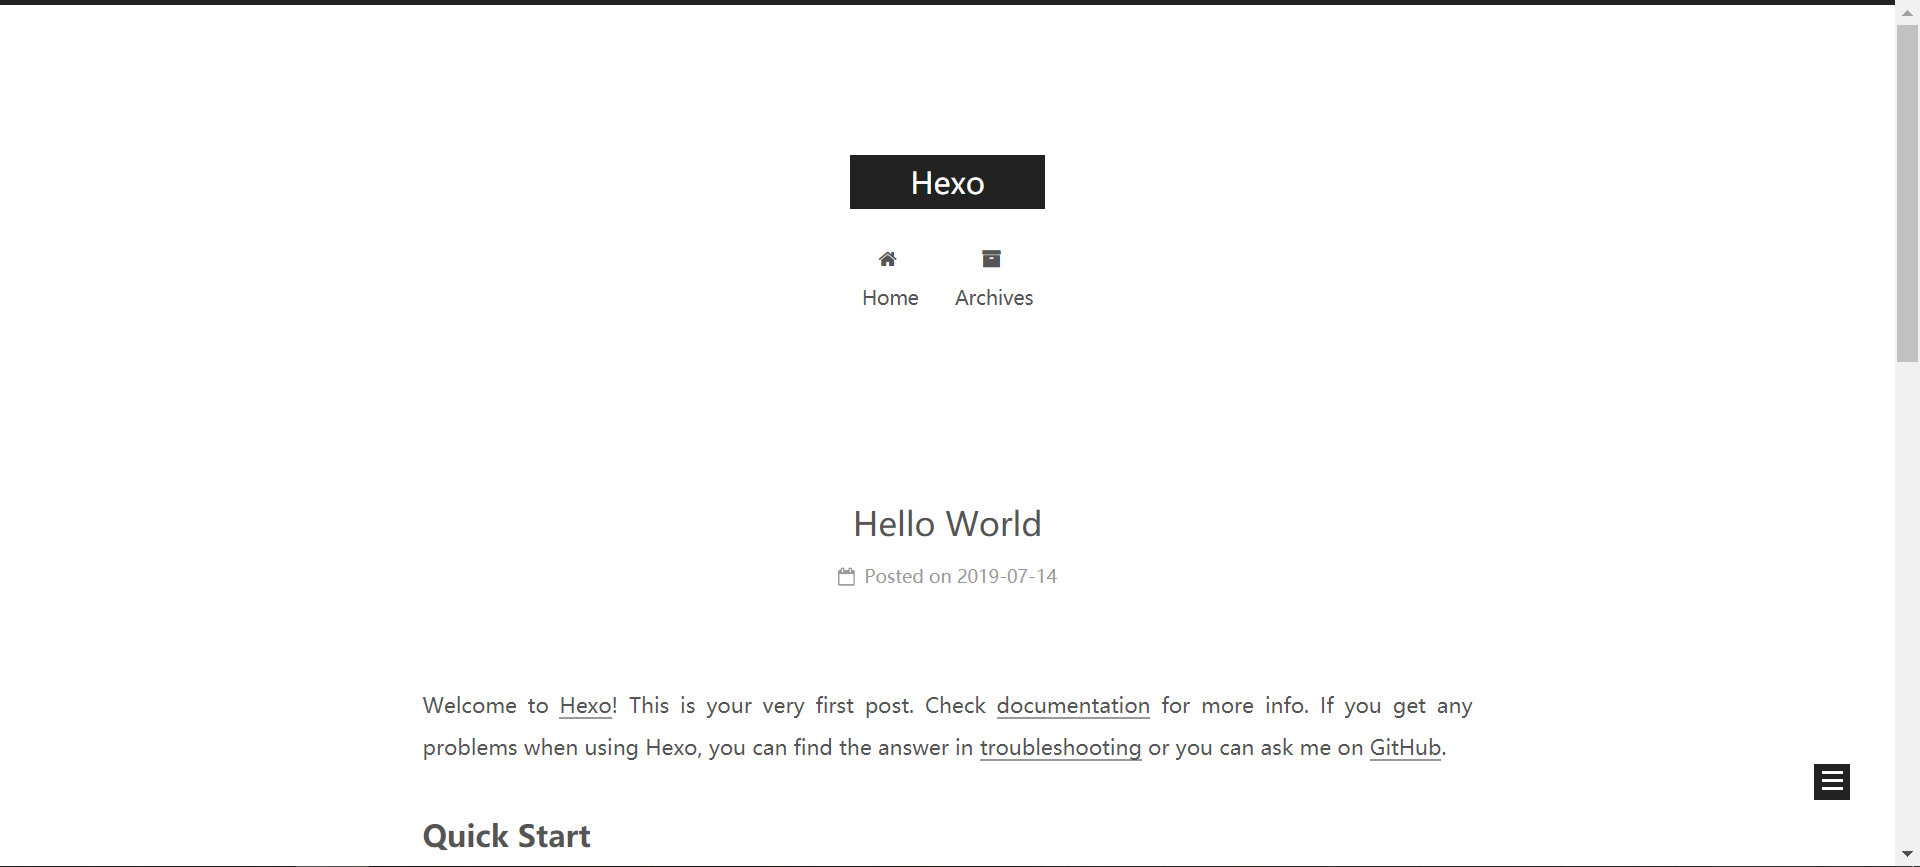 Hexo
Home Archives
Hello World
Posted on 2019-07-14
Welcome to Hexo! This is your very first post. Check documentation for more info. If you get any
problems when using Hexo, you can find the answer in troubleshooting or you can ask me on GitHub.
Quick Start